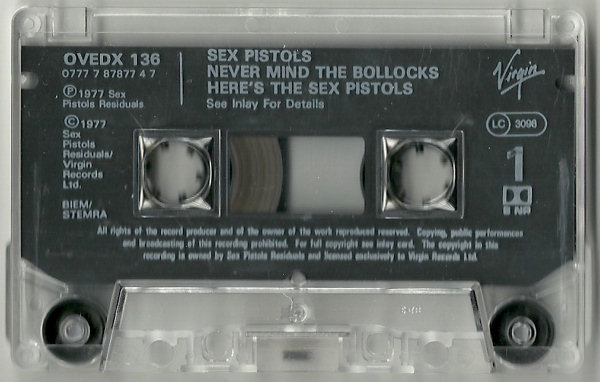 OVEDX 136
0777 7 87877 4 7
Ⓟ 1977 Sex
Pistols Residuals
© 1977
Sex
Pistols
Residuals/
Virgin
Records
Ltd.
BIEM/
STEMRA
SEX PISTOLS
NEVER MIND THE BOLLOCKS
HERE'S THE SEX PISTOLS
See Inlay For Details
Virgin
LC 3098
1
B NR
All rights of the record producer and of the owner of the work reproduced reserved. Copying, public performances
and broadcasting of this recording prohibited. For full copyright see inlay card. The copyright in this
recording is owned by Sex Pistols Residuals and licensed exclusively to Virgin Records Ltd.